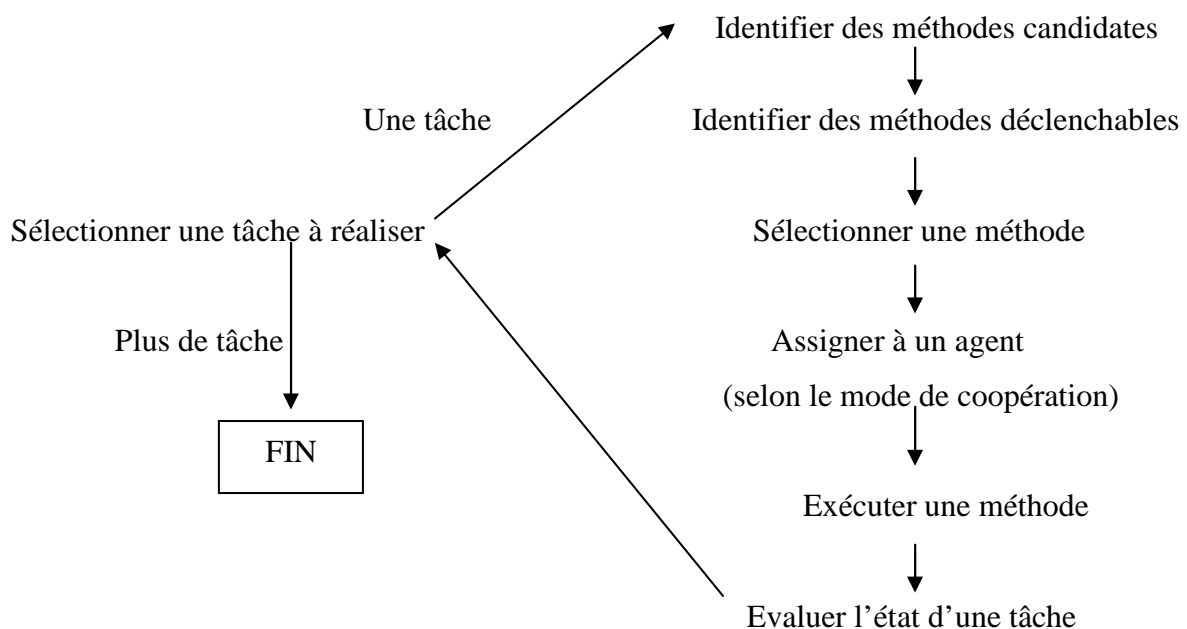 Identifier des méthodes candidates
Une tâche
Identifier des méthodes déclenchables
Sélectionner une tâche à réaliser
Sélectionner une méthode
Plus de tâche
Assigner à un agent
(selon le mode de coopération)
FIN
Exécuter une méthode
Evaluer l’état d’une tâche